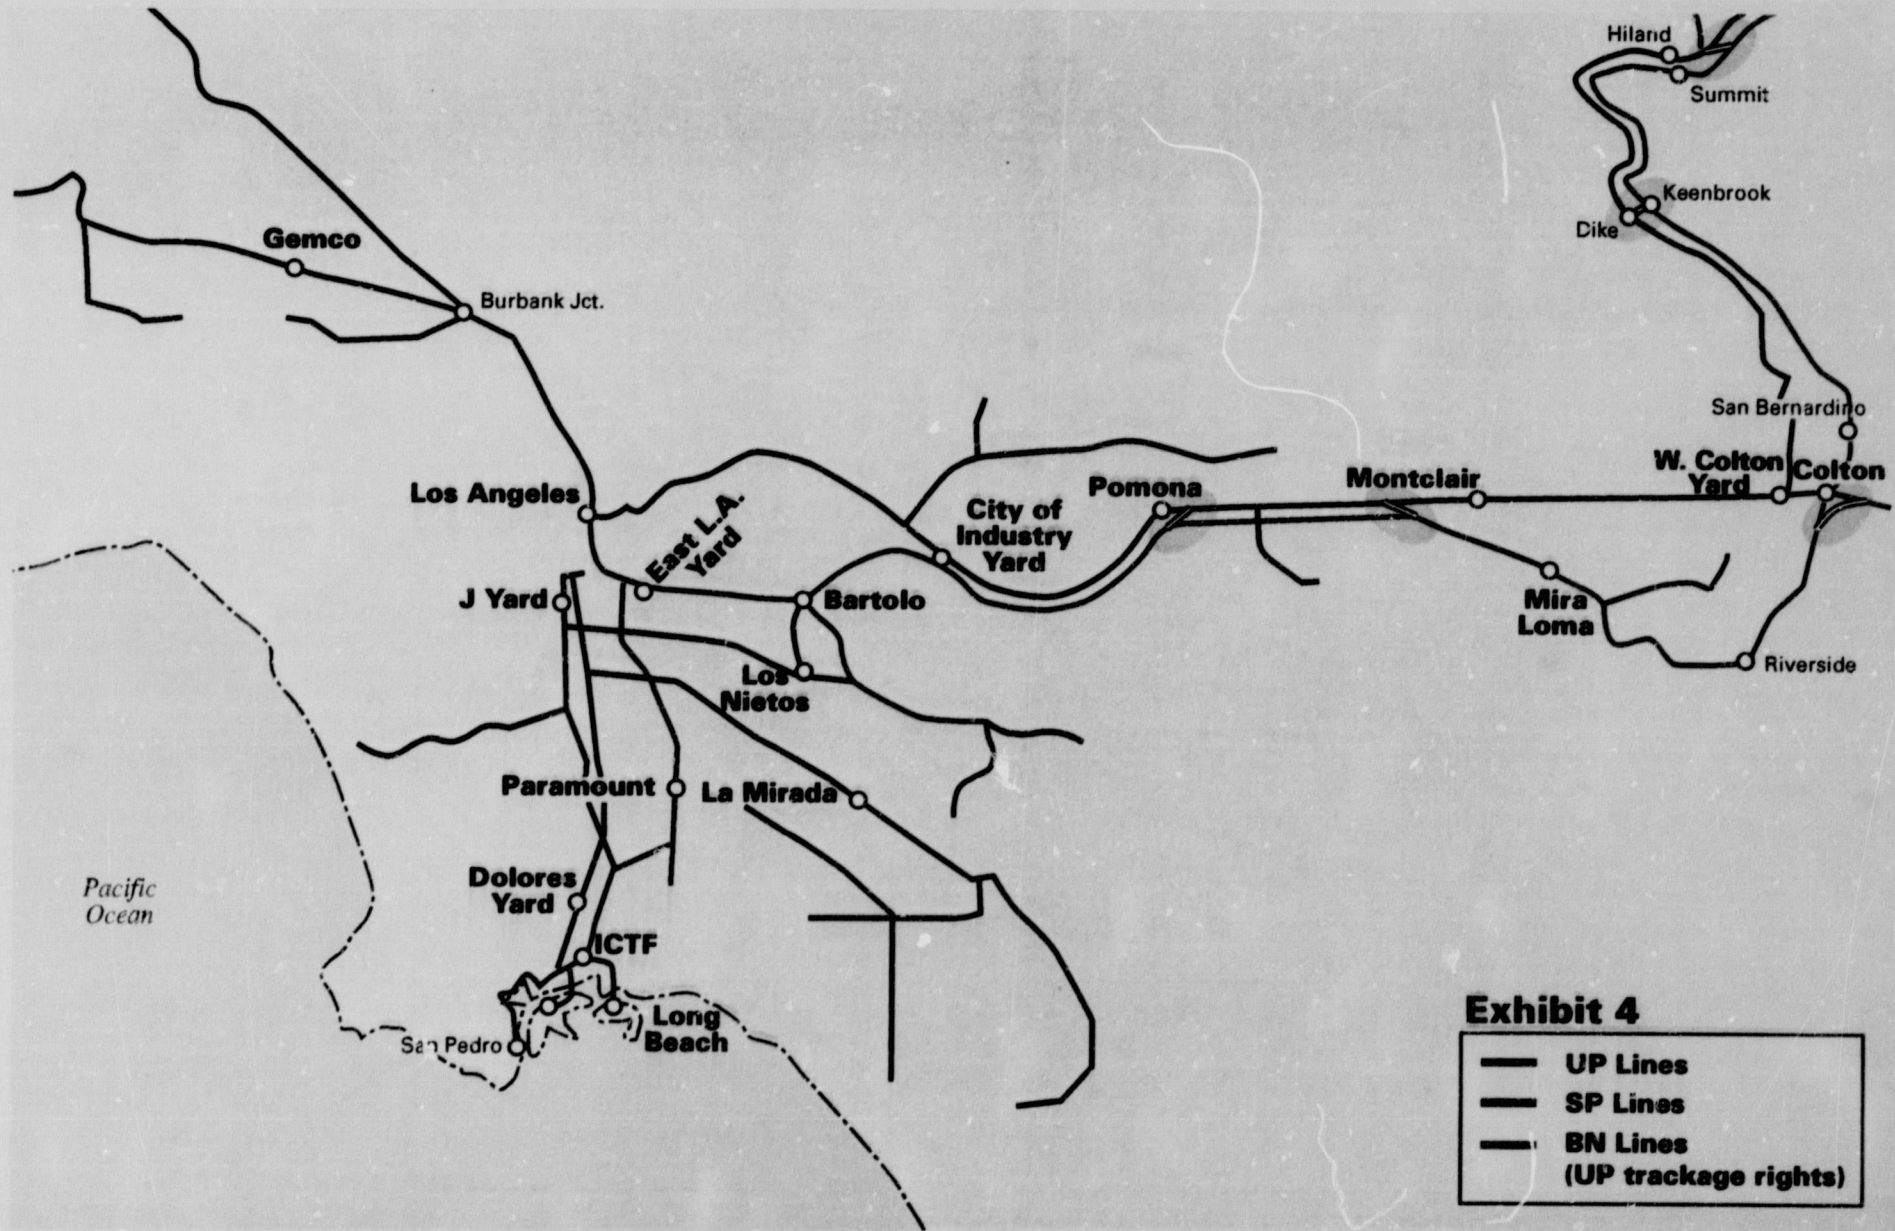 Hiland
Summit
Keenbrook
Dike
Gemco
Burbank Jct.
San Bernardino
Los Angeles
East L.A.
Yard
City of
Industry
Yard
Pomona
Montclair
W. Colton
Yard
Colton
J Yard
Bartolo
Mira
Loma
Riverside
Los
Nietos
Paramount
La Mirada
Pacific
Ocean
Dolores
Yard
ICTF
Long
Beach
San Pedro
Exhibit 4
UP Lines
SP Lines
BN Lines
(UP trackage rights)